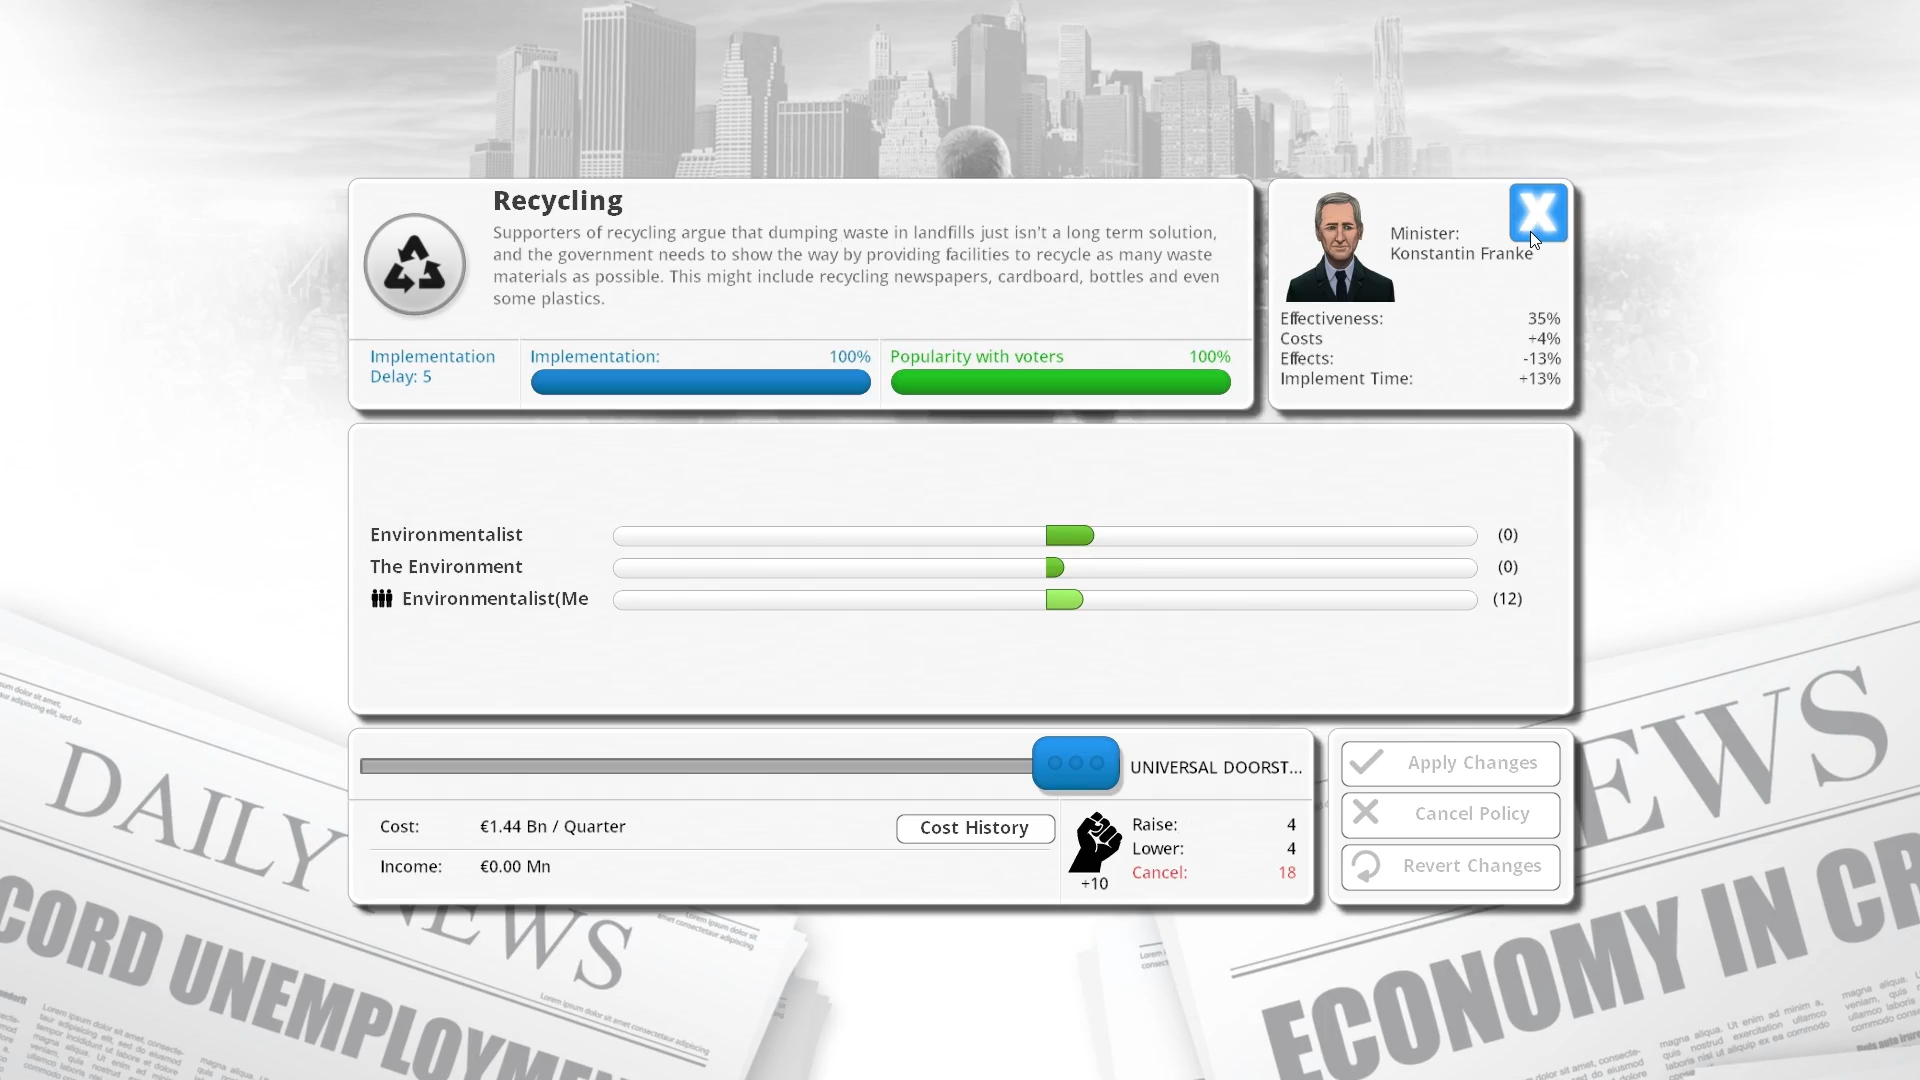 Recycling
Supporters of recycling argue that dumping waste in landfills just isn't a long term solution,
and the government needs to show the way by providing facilities to recycle as many waste
materials as possible. This might include recycling newspapers, cardboard, bottles and even
some plastics.
Implementation
Delay: 5
Implementation: 100%
Popularity with voters 100%
X
Minister:
Konstantin Franke
Effectiveness: 35%
Costs +4%
Effects: -13%
Implement Time: +13%
Environmentalist (0)
The Environment (0)
Environmentalist(Me (12)
UNIVERSAL DOORST...
Cost: €1.44 Bn / Quarter
Cost History
Income: €0.00 Mn
+10
Raise: 4
Lower: 4
Cancel: 18
Apply Changes
Cancel Policy
Revert Changes
DAILY NEWS
CORD UNEMPLOYME
EWS
ECONOMY IN CR